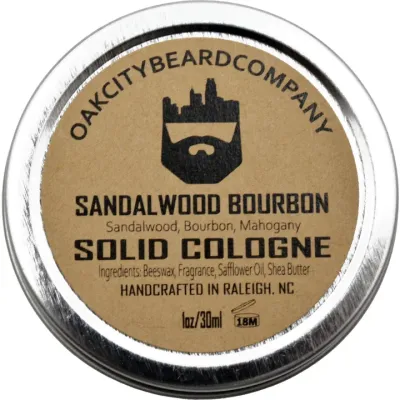 OAKCITYBEARDCOMPANY
SANDALWOOD BOURBON
Sandalwood, Bourbon, Mahogany
SOLID COLOGNE
Ingredients: Beeswax, Fragrance, Safflower Oil, Shea Butter
HANDCRAFTED IN RALEIGH, NC
1oz/30ml 18M